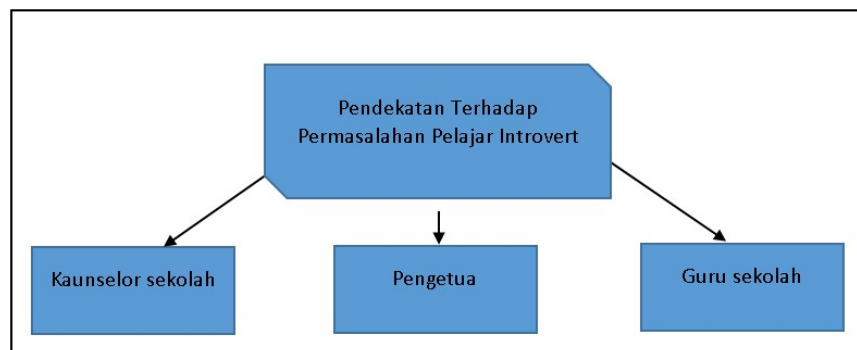 Pendekatan Terhadap
Permasalahan Pelajar Introvert
Kaunselor sekolah
Pengetua
Guru sekolah